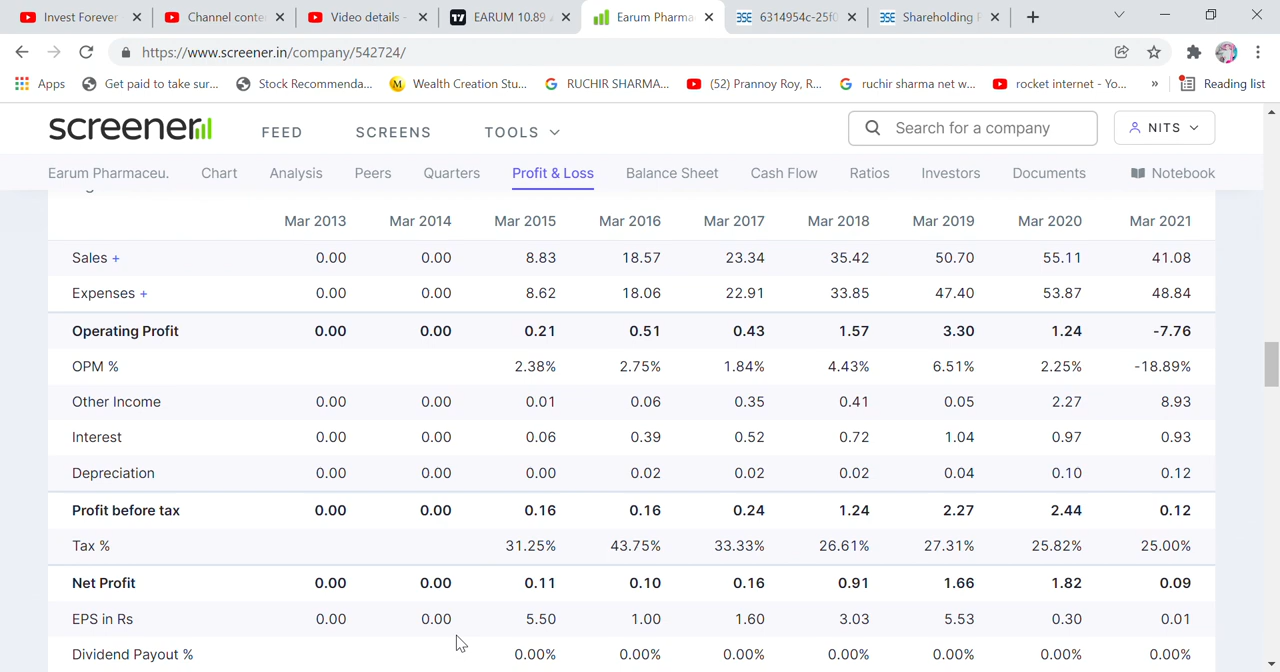 Invest Forever Channel conte Video details - EARUM 10.89 Earum Pharma 6314954c-25f0 Shareholding
https://www.screener.in/company/542724/
Apps Get paid to take sur... Stock Recommenda... Wealth Creation Stu... RUCHIR SHARMA... (52) Prannoy Roy, R... ruchir sharma net w... rocket internet - Yo... » Reading list
screener FEED SCREENS TOOLS Search for a company NITS
Earum Pharmaceu. Chart Analysis Peers Quarters Profit & Loss Balance Sheet Cash Flow Ratios Investors Documents Notebook
Mar 2013 Mar 2014 Mar 2015 Mar 2016 Mar 2017 Mar 2018 Mar 2019 Mar 2020 Mar 2021
Sales + 0.00 0.00 8.83 18.57 23.34 35.42 50.70 55.11 41.08
Expenses + 0.00 0.00 8.62 18.06 22.91 33.85 47.40 53.87 48.84
Operating Profit 0.00 0.00 0.21 0.51 0.43 1.57 3.30 1.24 -7.76
OPM % 2.38% 2.75% 1.84% 4.43% 6.51% 2.25% -18.89%
Other Income 0.00 0.00 0.01 0.06 0.35 0.41 0.05 2.27 8.93
Interest 0.00 0.00 0.06 0.39 0.52 0.72 1.04 0.97 0.93
Depreciation 0.00 0.00 0.00 0.02 0.02 0.02 0.04 0.10 0.12
Profit before tax 0.00 0.00 0.16 0.16 0.24 1.24 2.27 2.44 0.12
Tax % 31.25% 43.75% 33.33% 26.61% 27.31% 25.82% 25.00%
Net Profit 0.00 0.00 0.11 0.10 0.16 0.91 1.66 1.82 0.09
EPS in Rs 0.00 0.00 5.50 1.00 1.60 3.03 5.53 0.30 0.01
Dividend Payout % 0.00% 0.00% 0.00% 0.00% 0.00% 0.00% 0.00%